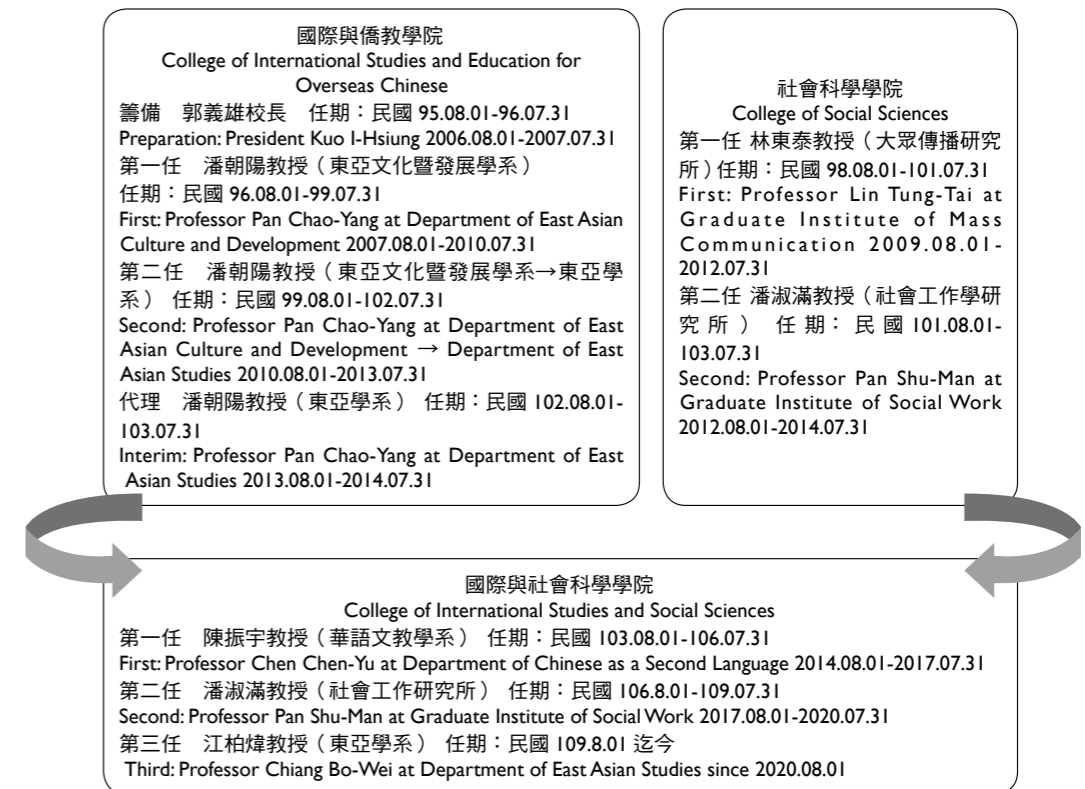 國際與僑教學院
College of International Studies and Education for
Overseas Chinese
籌備　郭義雄校長　任期：民國 95.08.01-96.07.31
Preparation: President Kuo I-Hsiung 2006.08.01-2007.07.31
第一任　潘朝陽教授（東亞文化暨發展學系）
任期：民國 96.08.01-99.07.31
First: Professor Pan Chao-Yang at Department of East Asian
Culture and Development 2007.08.01-2010.07.31
第二任　潘朝陽教授（東亞文化暨發展學系→東亞學
系）　任期：民國 99.08.01-102.07.31
Second: Professor Pan Chao-Yang at Department of East
Asian Culture and Development → Department of East
Asian Studies 2010.08.01-2013.07.31
代理　潘朝陽教授（東亞學系）　任期：民國 102.08.01-
103.07.31
Interim: Professor Pan Chao-Yang at Department of East
Asian Studies 2013.08.01-2014.07.31
社會科學學院
College of Social Sciences
第一任 林東泰教授（大眾傳播研究
所）任期：民國 98.08.01-101.07.31
First: Professor Lin Tung-Tai at
Graduate Institute of Mass
Communication 2009.08.01-
2012.07.31
第二任 潘淑滿教授（社會工作學研
究所）　任期：民國 101.08.01-
103.07.31
Second: Professor Pan Shu-Man at
Graduate Institute of Social Work
2012.08.01-2014.07.31
國際與社會科學學院
College of International Studies and Social Sciences
第一任　陳振宇教授（華語文教學系）　任期：民國 103.08.01-106.07.31
First: Professor Chen Chen-Yu at Department of Chinese as a Second Language 2014.08.01-2017.07.31
第二任　潘淑滿教授（社會工作研究所）　任期：民國 106.8.01-109.07.31
Second: Professor Pan Shu-Man at Graduate Institute of Social Work 2017.08.01-2020.07.31
第三任　江柏煒教授（東亞學系）　任期：民國 109.8.01 迄今
Third: Professor Chiang Bo-Wei at Department of East Asian Studies since 2020.08.01